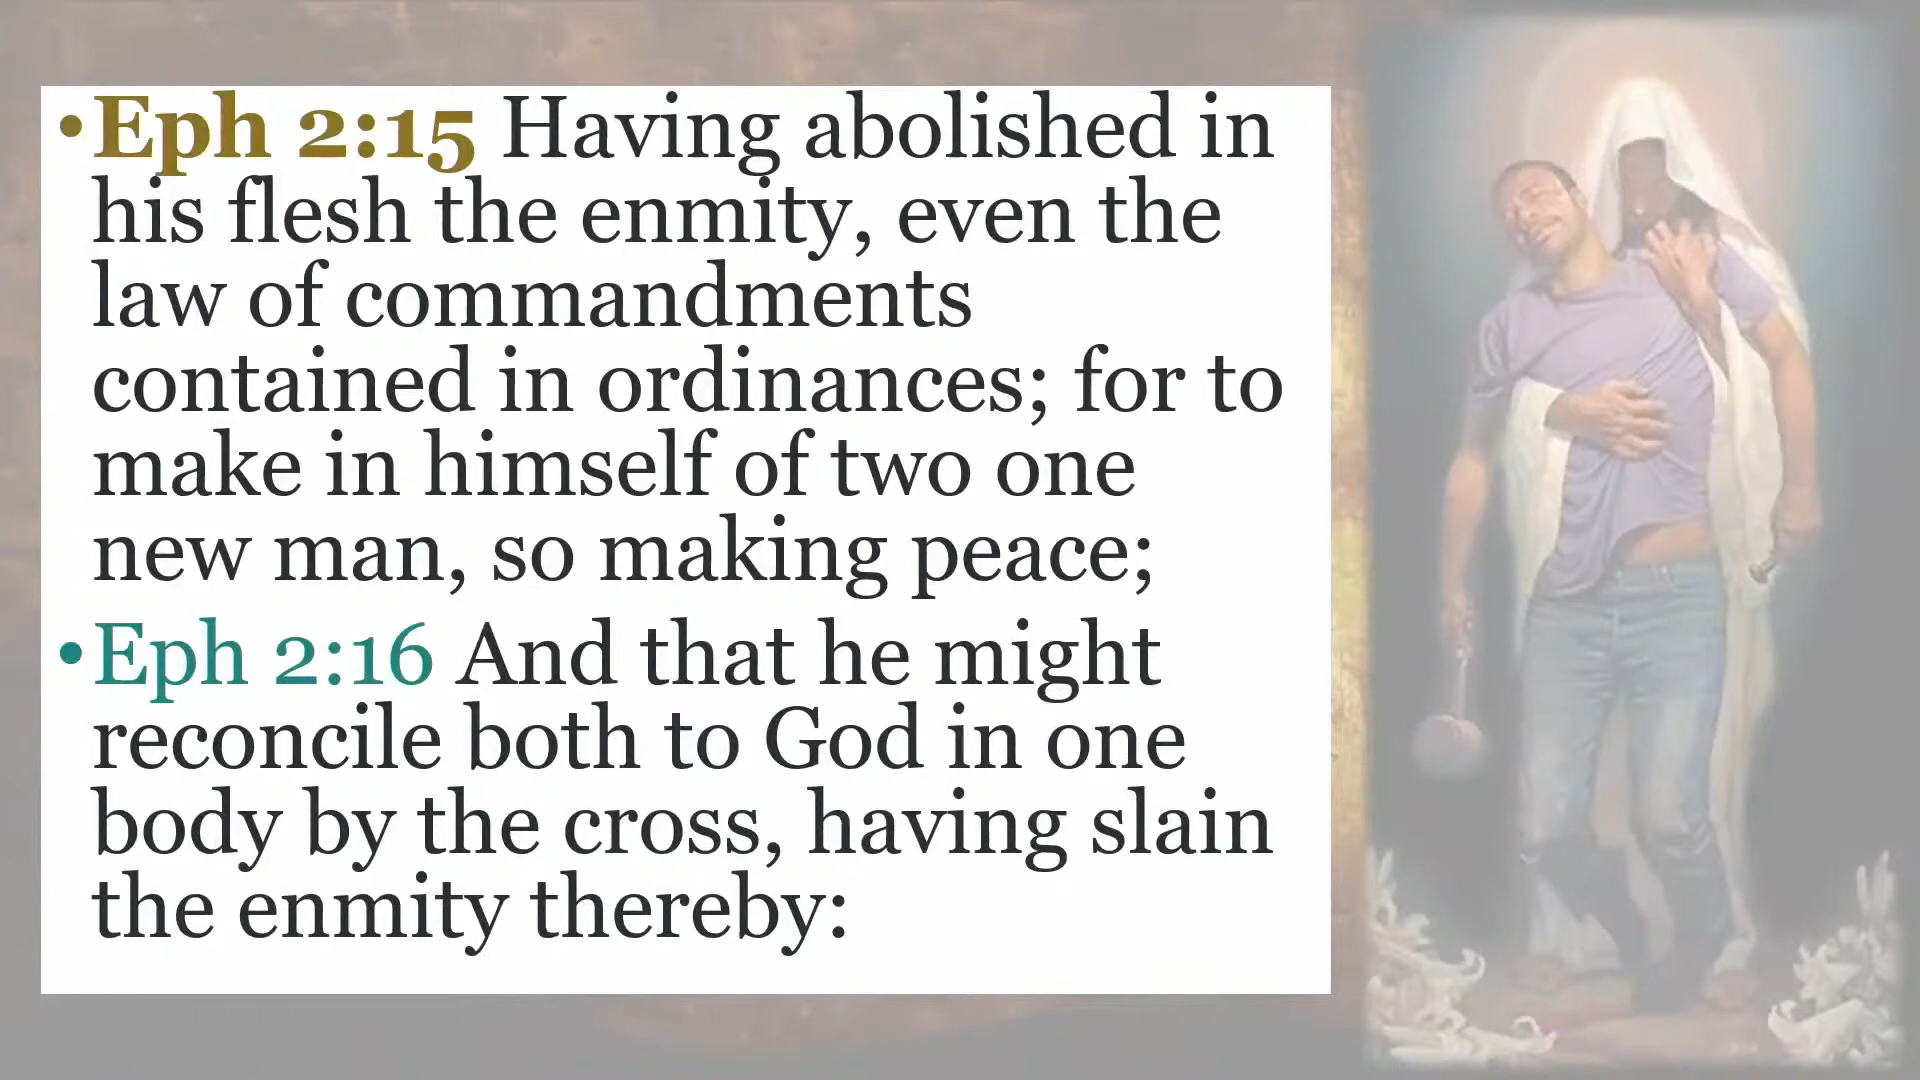 •Eph 2:15 Having abolished in
his flesh the enmity, even the
law of commandments
contained in ordinances; for to
make in himself of two one
new man, so making peace;
•Eph 2:16 And that he might
reconcile both to God in one
body by the cross, having slain
the enmity thereby: